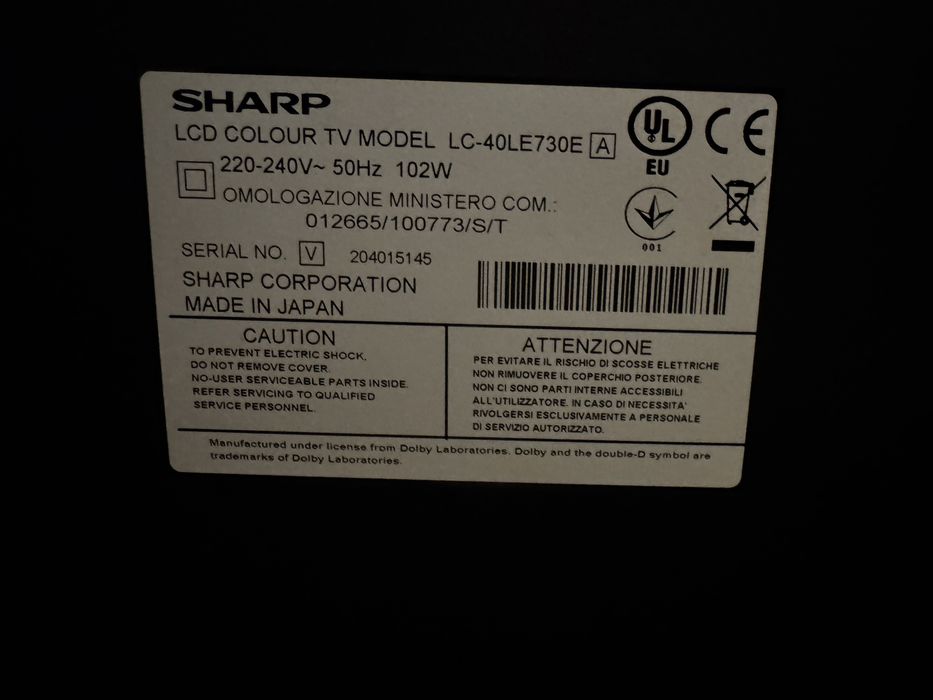 SHARP
LCD COLOUR TV MODEL LC-40LE730E A
220-240V~ 50Hz 102W
OMOLOGAZIONE MINISTERO COM.:
012665/100773/S/T
SERIAL NO. V 204015145
SHARP CORPORATION
MADE IN JAPAN
UL
EU
CE
001
CAUTION
TO PREVENT ELECTRIC SHOCK,
DO NOT REMOVE COVER.
NO-USER SERVICEABLE PARTS INSIDE.
REFER SERVICING TO QUALIFIED
SERVICE PERSONNEL.
ATTENZIONE
PER EVITARE IL RISCHIO DI SCOSSE ELETTRICHE
NON RIMUOVERE IL COPERCHIO POSTERIORE.
NON CI SONO PARTI INTERNE ACCESSIBILI
ALL'UTILIZZATORE. IN CASO DI NECESSITA'
RIVOLGERSI ESCLUSIVAMENTE A PERSONALE
DI SERVIZIO AUTORIZZATO.
Manufactured under license from Dolby Laboratories. Dolby and the double-D symbol are
trademarks of Dolby Laboratories.